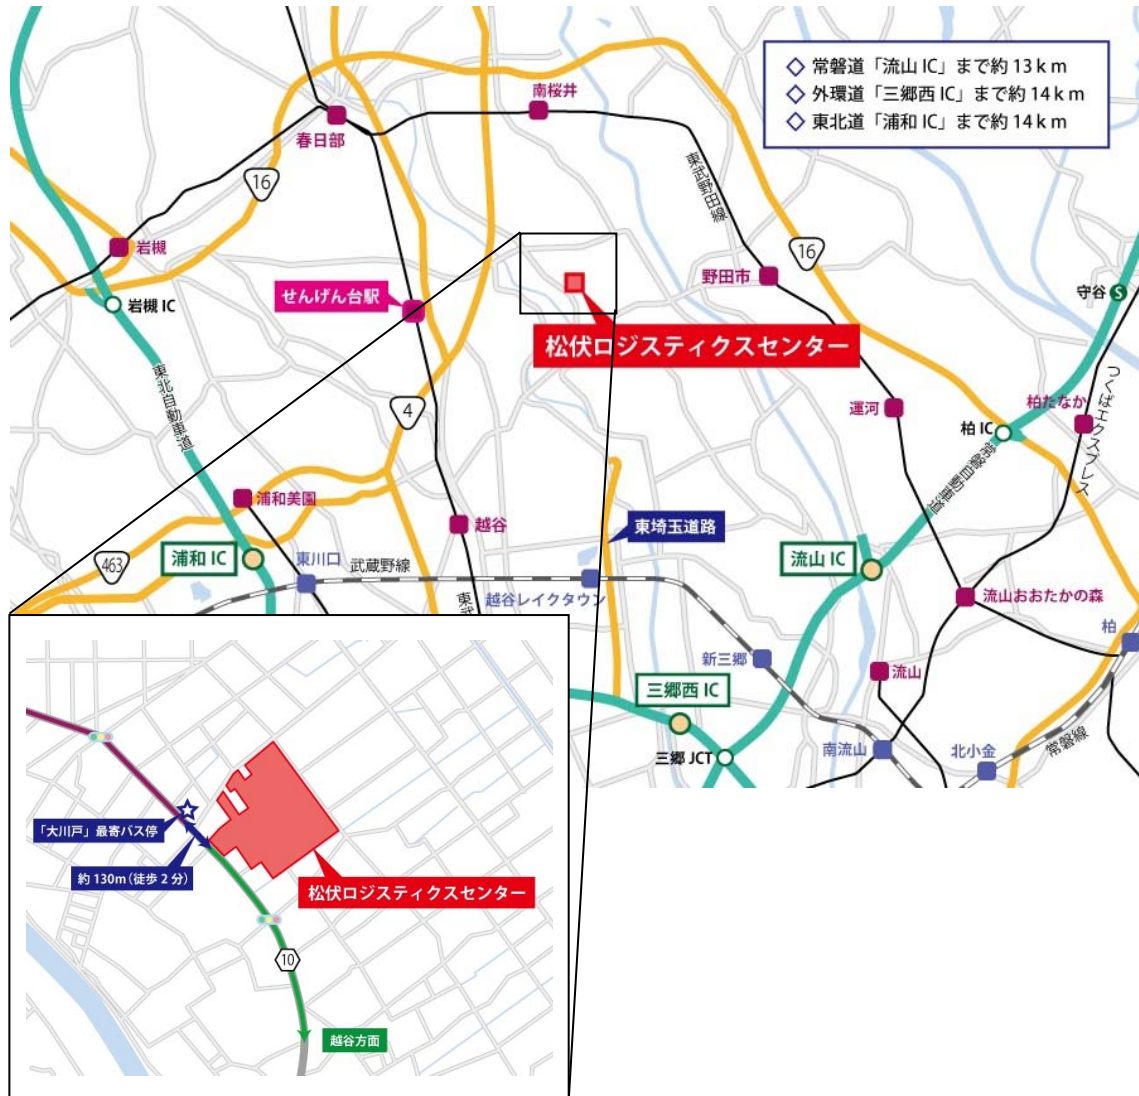 常磐道「流山 IC」まで約 13ｋｍ
外環道「三郷西 IC」まで約 14ｋｍ
東北道「浦和 IC」まで約 14ｋｍ
南桜井
春日部
東武野田線
16
16
岩槻
野田市
守谷
S
せんげん台駅
岩槻 IC
松伏ロジスティクスセンター
東北自動車道
つくばエクスプレス
4
運河
柏たなか
柏 IC
常磐自動車道
浦和美園
越谷
東埼玉道路
463
浦和 IC
東川口
武蔵野線
流山 IC
越谷レイクタウン
流山おおたかの森
東武
柏
新三郷
流山
三郷西 IC
三郷 JCT
南流山
北小金
常磐線
「大川戸」最寄バス停
約 130m（徒歩 2 分）
松伏ロジスティクスセンター
10
越谷方面